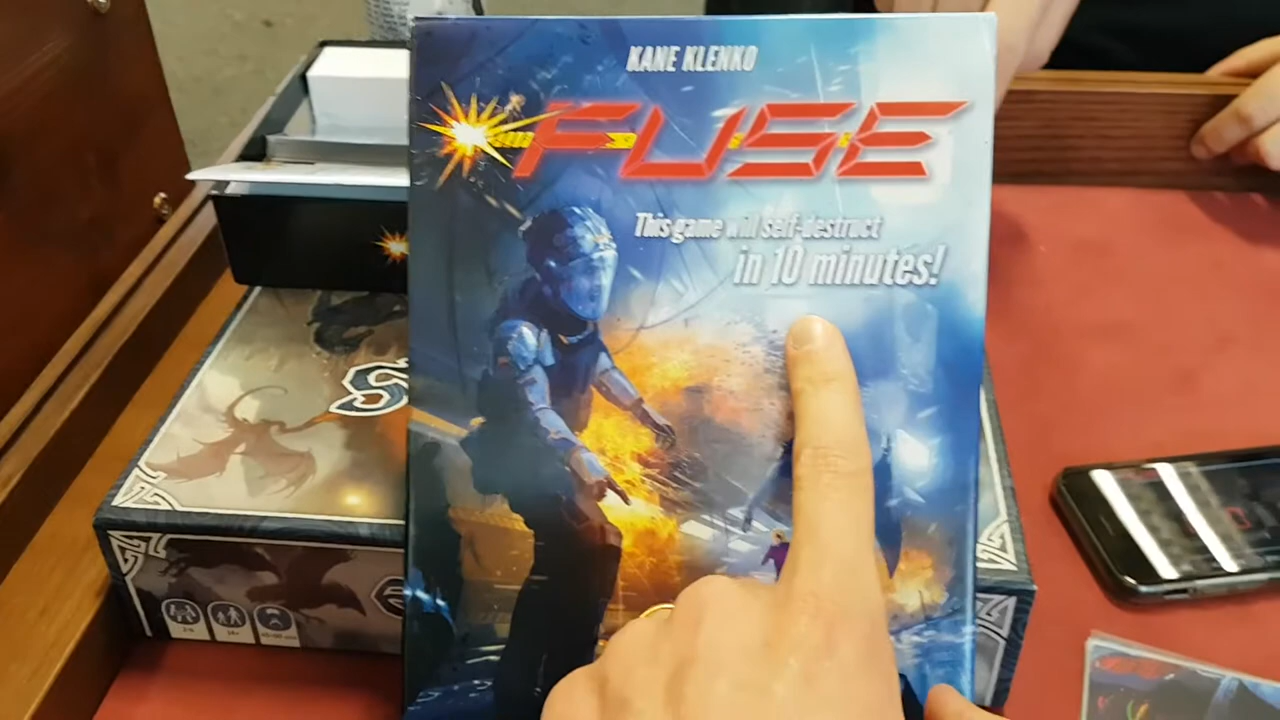 KANE KLENKO
FUSE
This game will self-destruct
in 10 minutes!
S